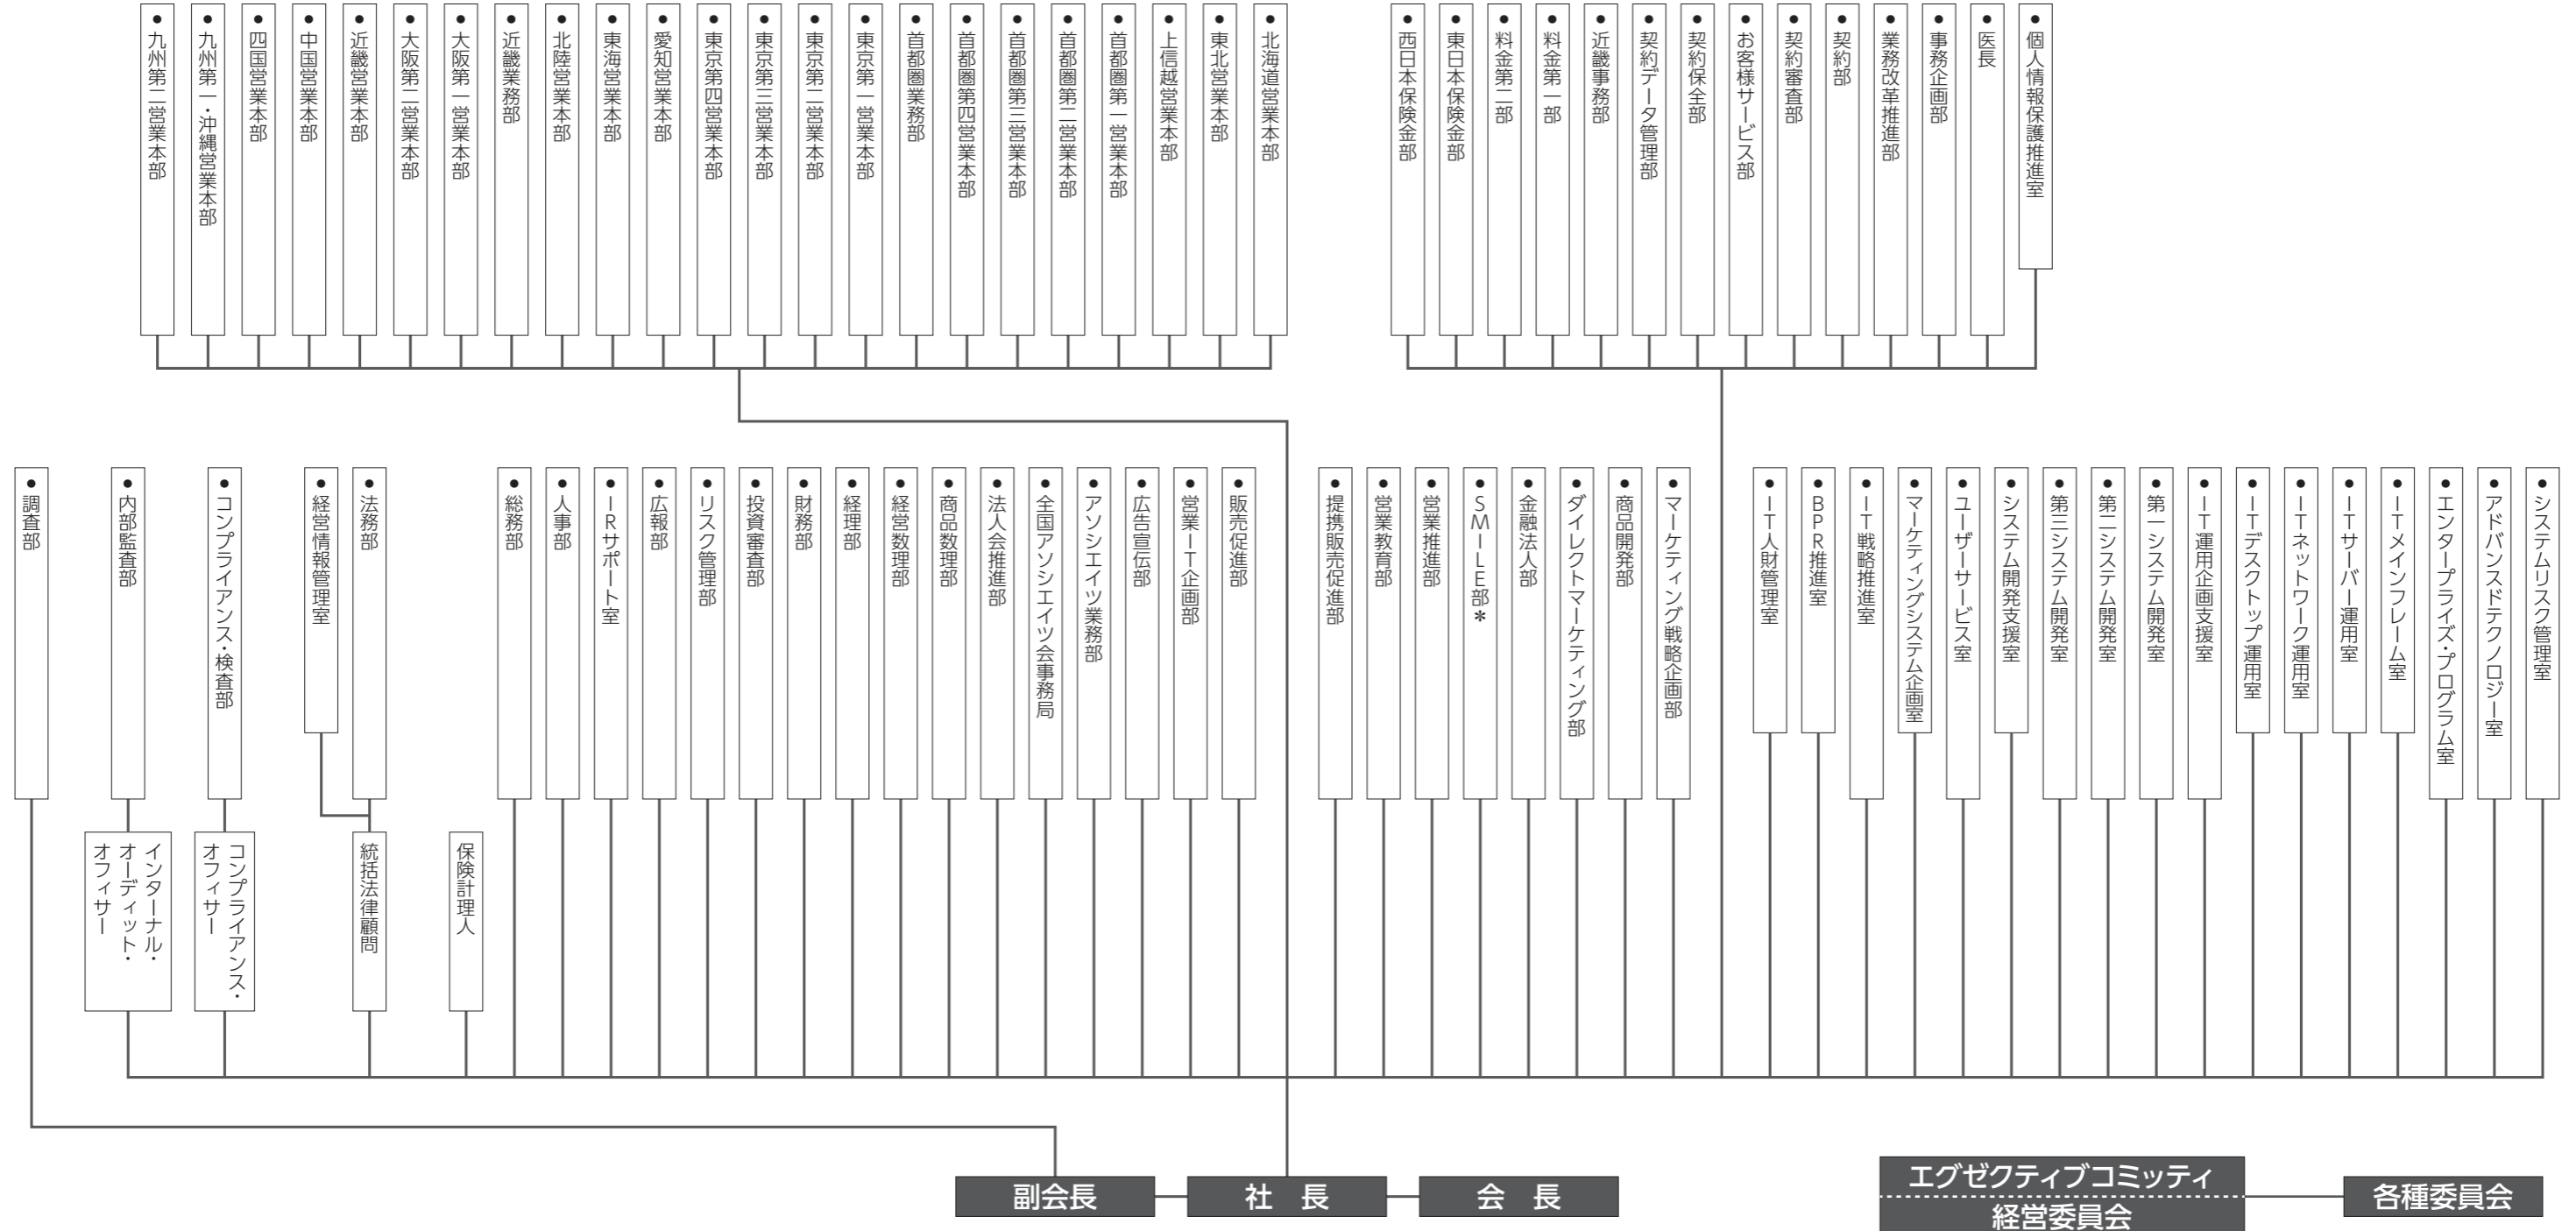 ● 九州第二営業本部
● 九州第一・沖縄営業本部
● 四国営業本部
● 中国営業本部
● 近畿営業本部
● 大阪第二営業本部
● 大阪第一営業本部
● 近畿業務部
● 北陸営業本部
● 東海営業本部
● 愛知営業本部
● 東京第四営業本部
● 東京第三営業本部
● 東京第二営業本部
● 東京第一営業本部
● 首都圏業務部
● 首都圏第四営業本部
● 首都圏第三営業本部
● 首都圏第二営業本部
● 首都圏第一営業本部
● 上信越営業本部
● 東北営業本部
● 北海道営業本部
● 西日本保険金部
● 東日本保険金部
● 料金第二部
● 料金第一部
● 近畿事務部
● 契約データ管理部
● 契約保全部
● お客様サービス部
● 契約審査部
● 契約部
● 業務改革推進部
● 事務企画部
● 医長
● 個人情報保護推進室
● 調査部
● 内部監査部
● コンプライアンス・検査部
● 経営情報管理室
● 法務部
● 総務部
● 人事部
● IRサポート室
● 広報部
● リスク管理部
● 投資審査部
● 財務部
● 経理部
● 経営数理部
● 商品数理部
● 法人会推進部
● 全国アソシエイツ会事務局
● アソシエイツ業務部
● 広告宣伝部
● 営業IT企画部
● 販売促進部
● 提携販売促進部
● 営業教育部
● 営業推進部
● SMILE部*
● 金融法人部
● ダイレクトマーケティング部
● 商品開発部
● マーケティング戦略企画部
● IT人財管理室
● BPR推進室
● IT戦略推進室
● マーケティングシステム企画室
● ユーザーサービス室
● システム開発支援室
● 第三システム開発室
● 第二システム開発室
● 第一システム開発室
● IT運用企画支援室
● ITデスクトップ運用室
● ITネットワーク運用室
● ITサーバー運用室
● ITメインフレーム室
● エンタープライズ・プログラム室
● アドバンスドテクノロジー室
● システムリスク管理室
インターナル・
オーディット・
オフィサー
コンプライアンス・
オフィサー
統括法律顧問
保険計理人
副会長
社　長
会　長
エグゼクティブコミッティ
経営委員会
各種委員会